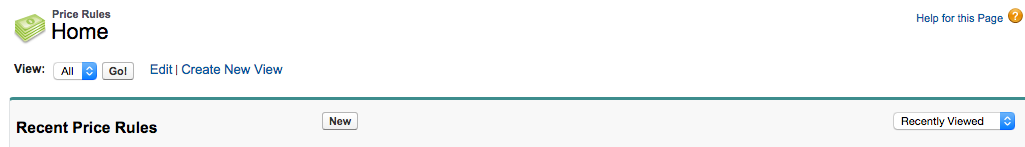 Price Rules
Home
Help for this Page ?
View: All Go! Edit | Create New View
Recent Price Rules New Recently Viewed